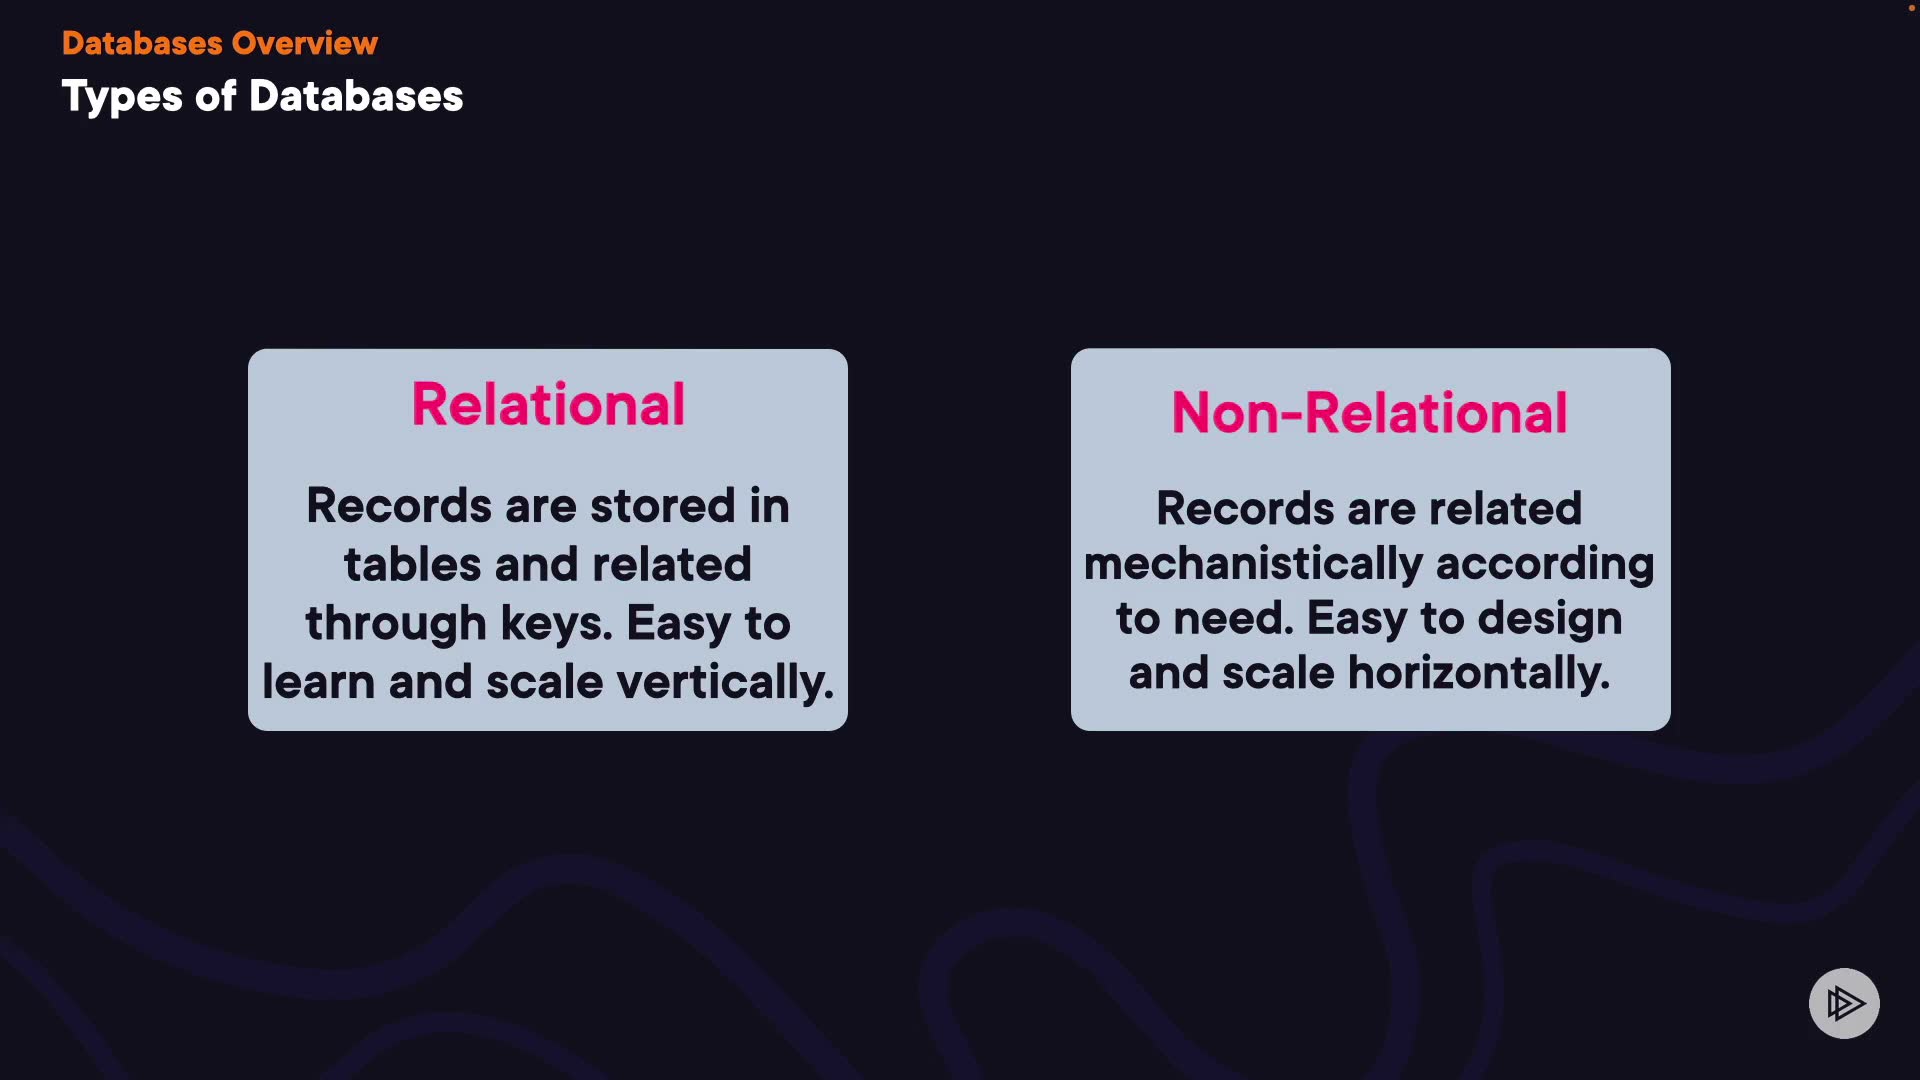 Databases Overview
Types of Databases
Relational
Records are stored in
tables and related
through keys. Easy to
learn and scale vertically.
Non-Relational
Records are related
mechanistically according
to need. Easy to design
and scale horizontally.